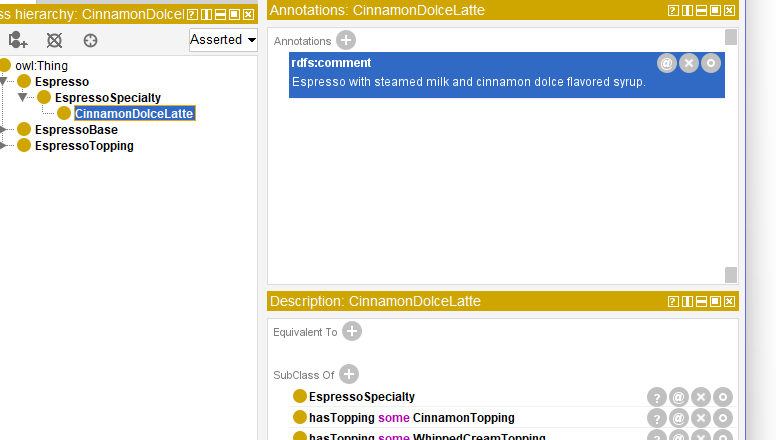 ss hierarchy: CinnamonDolcel
Asserted
owl:Thing
Espresso
EspressoSpecialty
CinnamonDolceLatte
EspressoBase
EspressoTopping
Annotations: CinnamonDolceLatte
Annotations
rdfs:comment
Espresso with steamed milk and cinnamon dolce flavored syrup.
Description: CinnamonDolceLatte
Equivalent To
SubClass Of
EspressoSpecialty
hasTopping some CinnamonTopping
hasTopping some WhippedCreamTopping